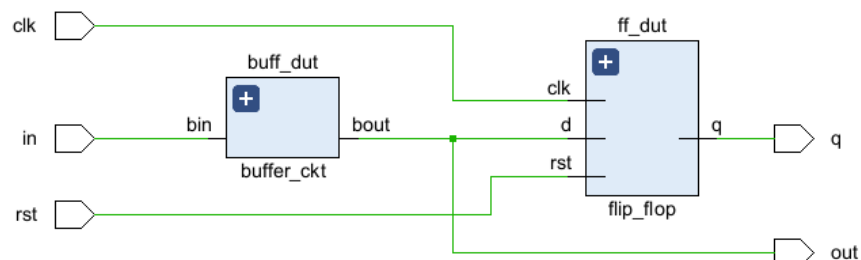 clk
ff_dut
buff_dut
clk
in
bin
bout
d
q
q
rst
buffer_ckt
rst
flip_flop
out